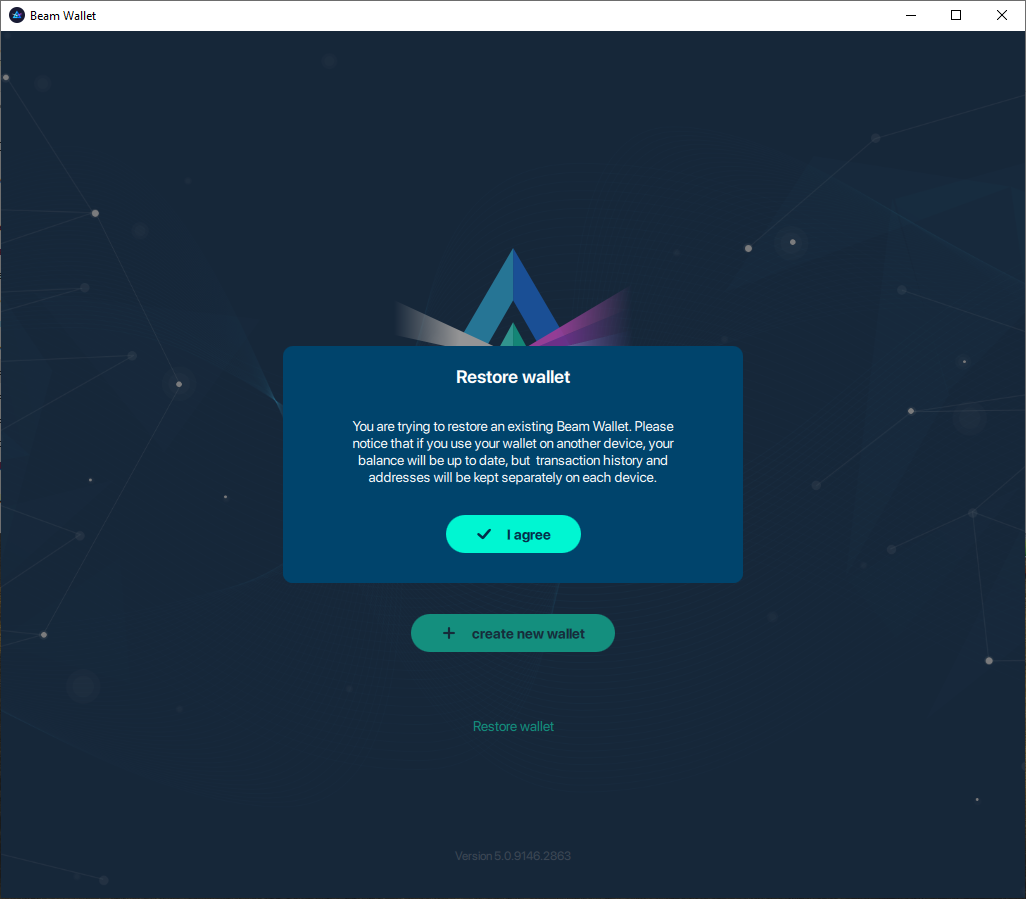 Beam Wallet
Restore wallet
You are trying to restore an existing Beam Wallet. Please
notice that if you use your wallet on another device, your
balance will be up to date, but  transaction history and
addresses will be kept separately on each device.
I agree
create new wallet
Restore wallet
Version 5.0.9146.2863